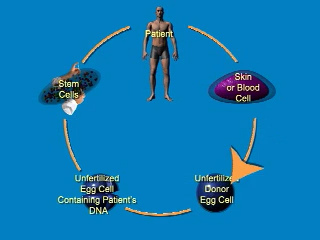 Patient
Skin
or Blood
Cell
Stem
Cells
Unfertilized
Egg Cell
Containing Patient's
DNA
Unfertilized
Donor
Egg Cell